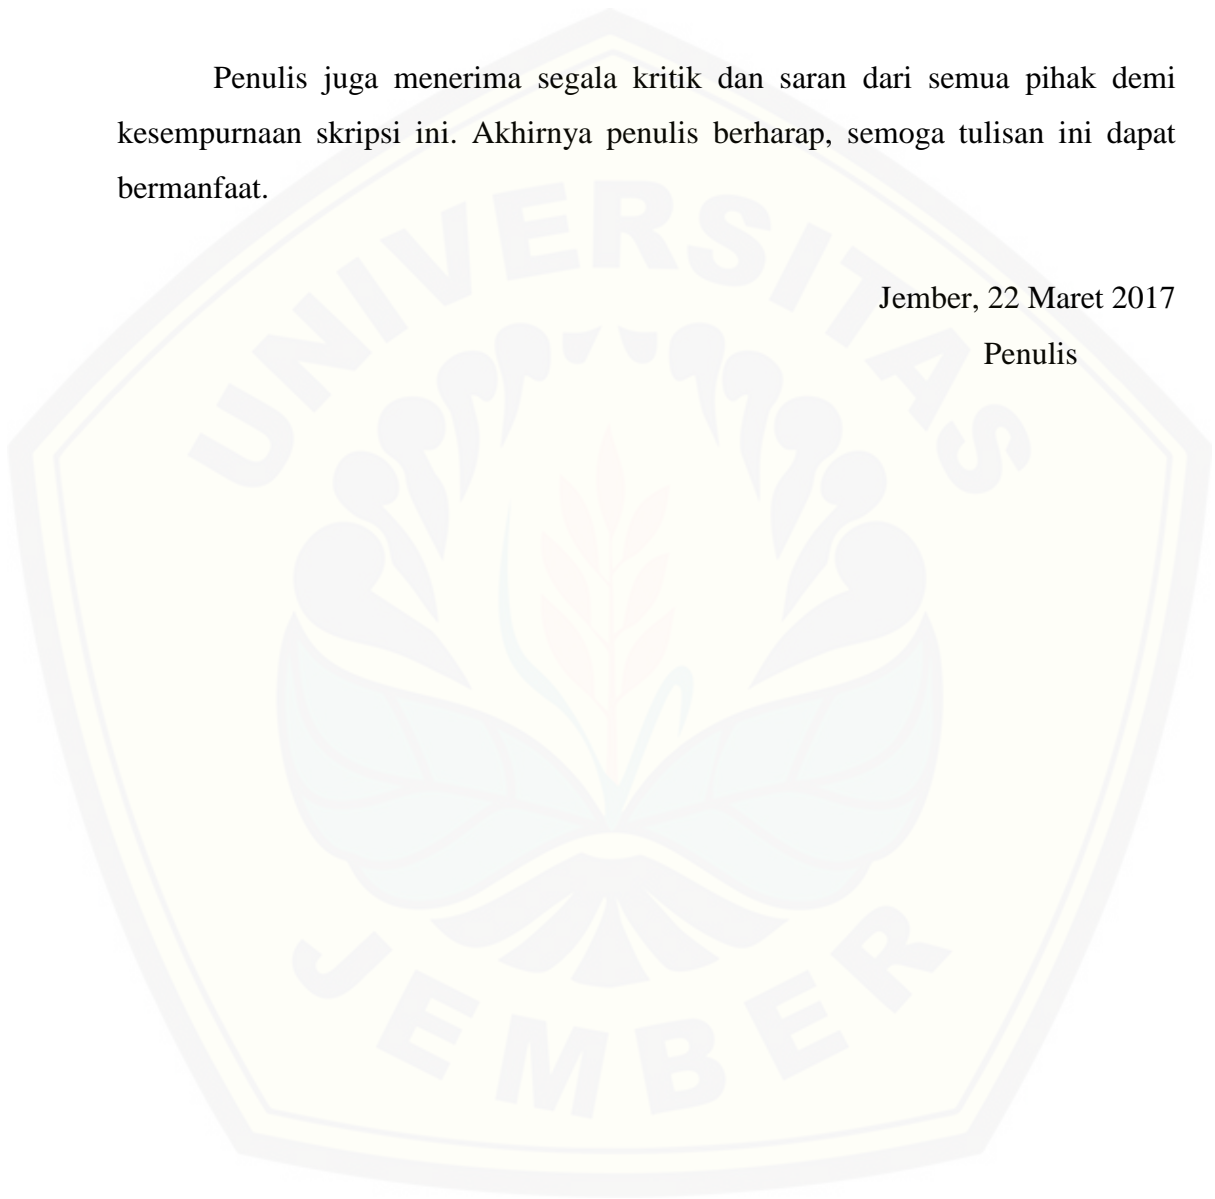 Penulis juga menerima segala kritik dan saran dari semua pihak demi
kesempurnaan skripsi ini. Akhirnya penulis berharap, semoga tulisan ini dapat
bermanfaat.
UNIVERSITAS
Jember, 22 Maret 2017
Penulis
JEMBER